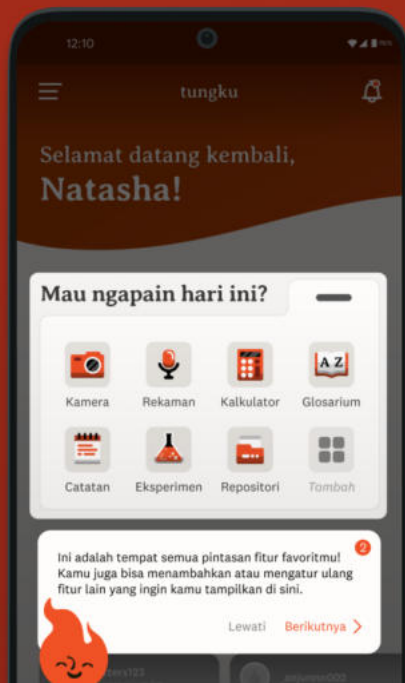 12:10
tungku
Selamat datang kembali,
Natasha!
Mau ngapain hari ini?
A Z
Kamera Rekaman Kalkulator Glosarium
Catatan Eksperimen Repositori Tambah
2
Ini adalah tempat semua pintasan fitur favoritmu!
Kamu juga bisa menambahkan atau mengatur ulang
fitur lain yang ingin kamu tampilkan di sini.
Lewati Berikutnya >